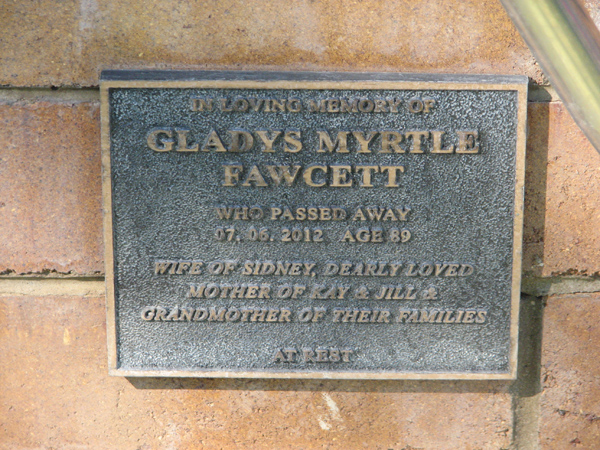 IN LOVING MEMORY OF
GLADYS MYRTLE
FAWCETT
WHO PASSED AWAY
07. 06. 2012 AGE 89
WIFE OF SIDNEY, DEARLY LOVED
MOTHER OF KAY & JILL &
GRANDMOTHER OF THEIR FAMILIES
AT REST